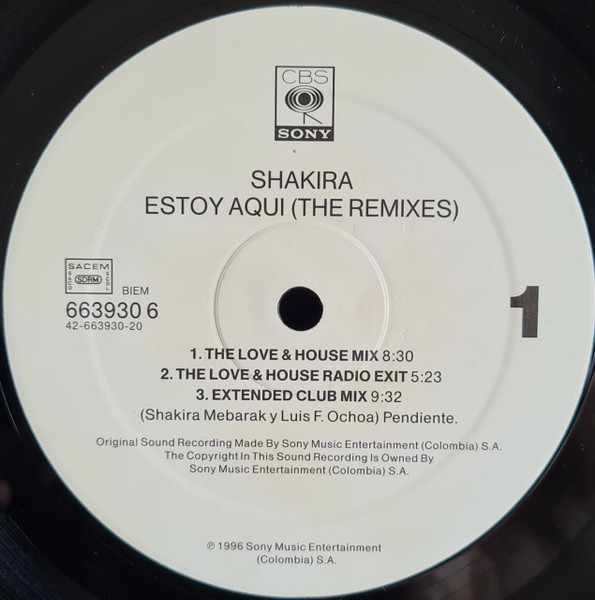 CBS
SONY
SHAKIRA
ESTOY AQUI (THE REMIXES)
SACEM
SDRM
BIEM
663930 6
42-663930-20
1
1. THE LOVE & HOUSE MIX 8:30
2. THE LOVE & HOUSE RADIO EXIT 5:23
3. EXTENDED CLUB MIX 9:32
(Shakira Mebarak y Luis F. Ochoa) Pendiente.
Original Sound Recording Made By Sony Music Entertainment (Colombia) S.A.
The Copyright In This Sound Recording Is Owned By
Sony Music Entertainment (Colombia) S.A.
℗ 1996 Sony Music Entertainment
(Colombia) S.A.